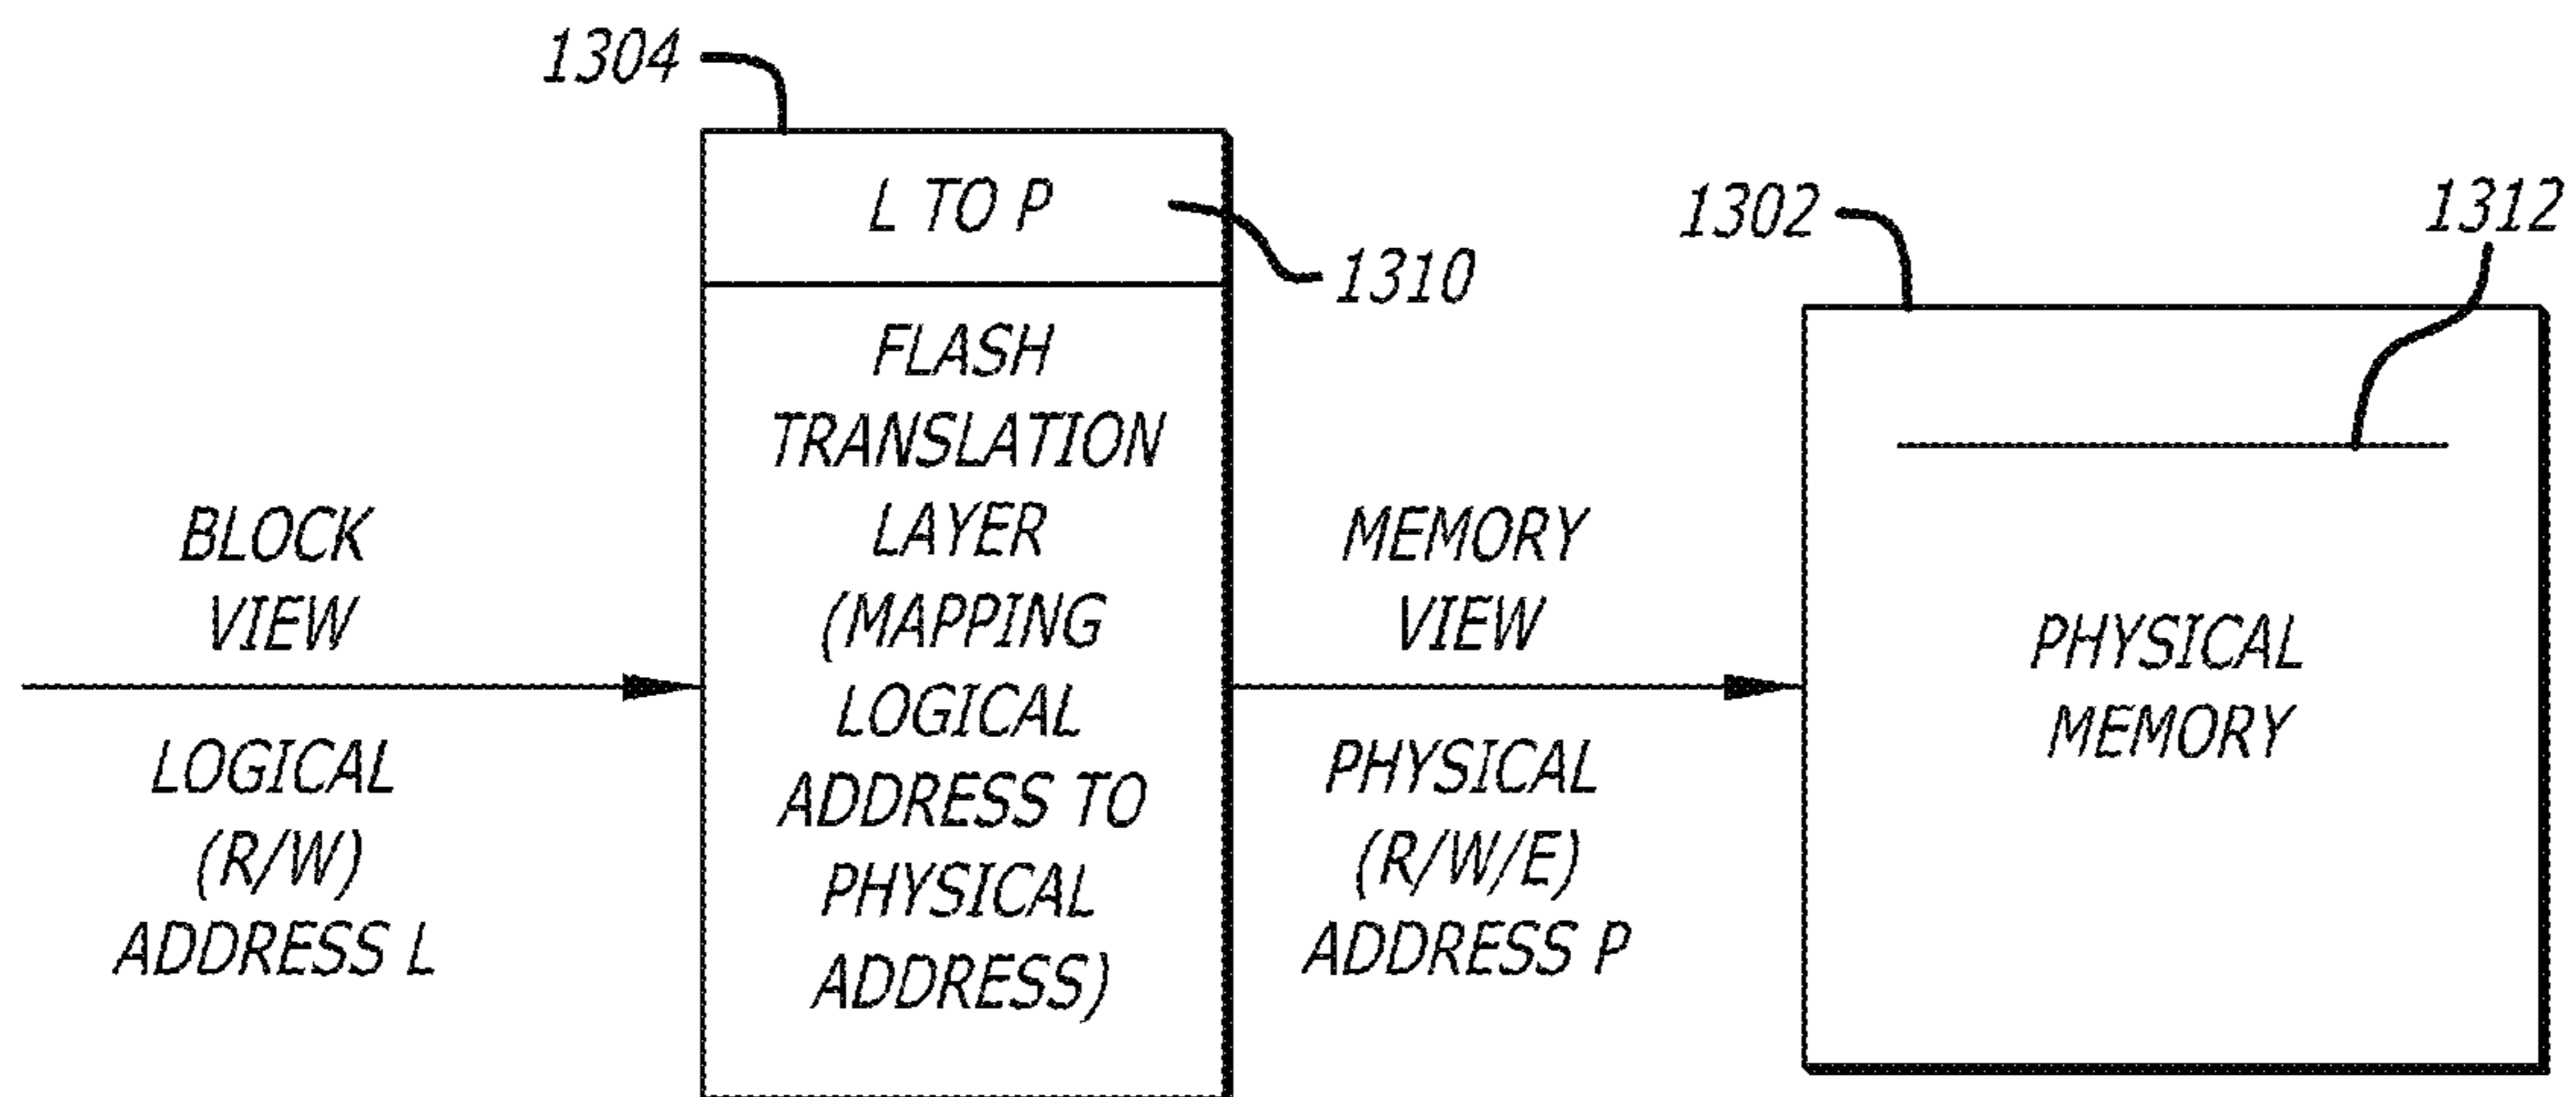 1304
L TO P
1310
FLASH
TRANSLATION
LAYER
(MAPPING
LOGICAL
ADDRESS TO
PHYSICAL
ADDRESS)
BLOCK
VIEW
LOGICAL
(R/W)
ADDRESS L
MEMORY
VIEW
PHYSICAL
(R/W/E)
ADDRESS P
1302
1312
PHYSICAL
MEMORY